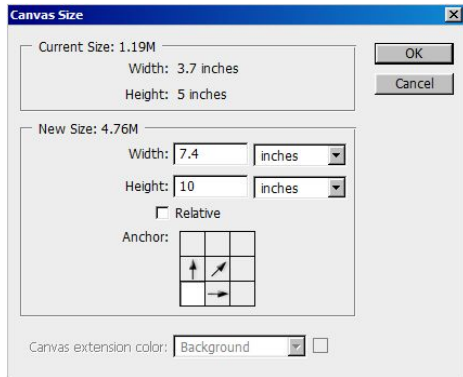 Canvas Size
Current Size: 1.19M
OK
Width: 3.7 inches
Cancel
Height: 5 inches
New Size: 4.76M
Width: 7.4 inches
Height: 10 inches
Relative
Anchor:
Canvas extension color: Background